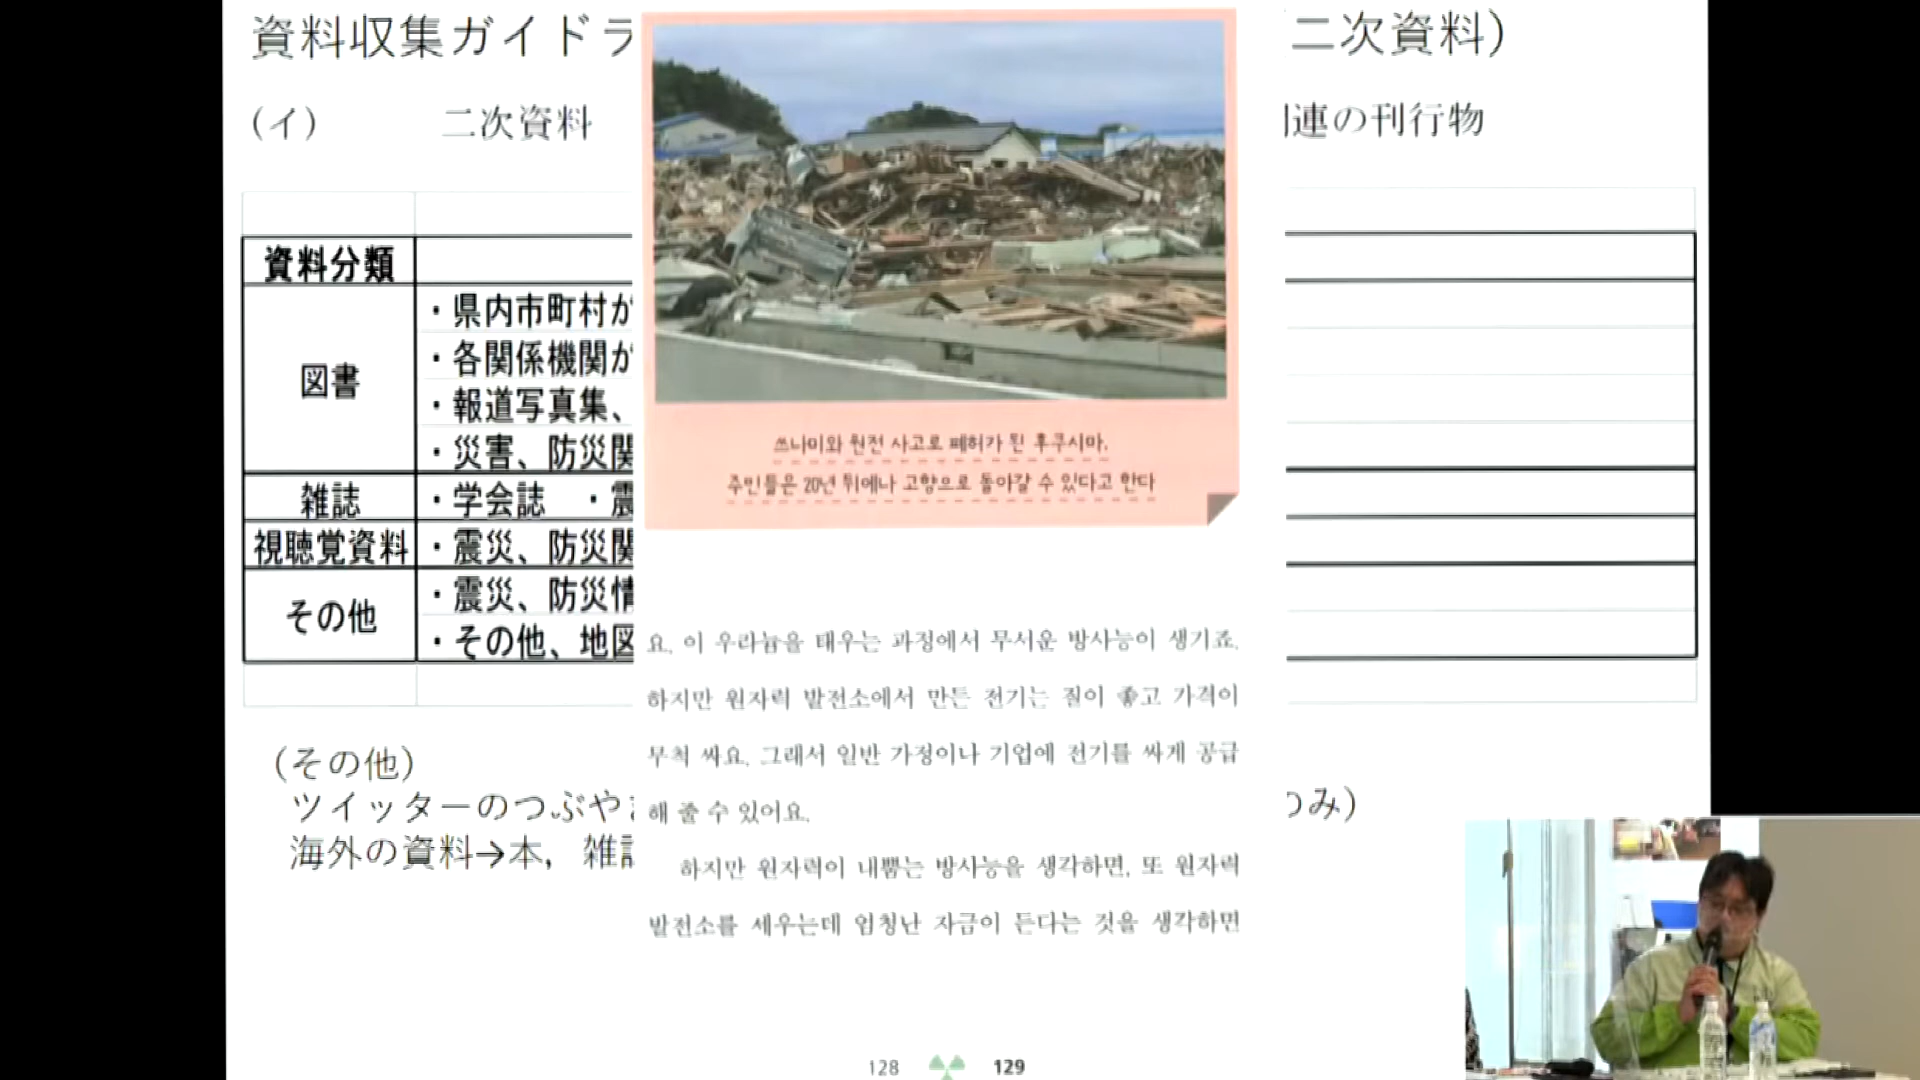 資料収集ガイドラ
二次資料)
(イ) 二次資料
連の刊行物
資料分類
図書
・県内市町村が
・各関係機関が
・報道写真集、
・災害、防災関
雑誌
・学会誌 ・震
視聴覚資料
・震災、防災関
その他
・震災、防災情
・その他、地図
(その他)
ツイッターのつぶや
のみ)
海外の資料→本, 雑誌
쓰나미와 원전 사고로 폐허가 된 후쿠시마.
주민들은 20년 뒤에나 고향으로 돌아갈 수 있다고 한다
요. 이 우라늄을 태우는 과정에서 무서운 방사능이 생기죠.
하지만 원자력 발전소에서 만든 전기는 질이 좋고 가격이
무척 싸요. 그래서 일반 가정이나 기업에 전기를 싸게 공급
해 줄 수 있어요.
하지만 원자력이 내뿜는 방사능을 생각하면, 또 원자력
발전소를 세우는데 엄청난 자금이 든다는 것을 생각하면
128 129